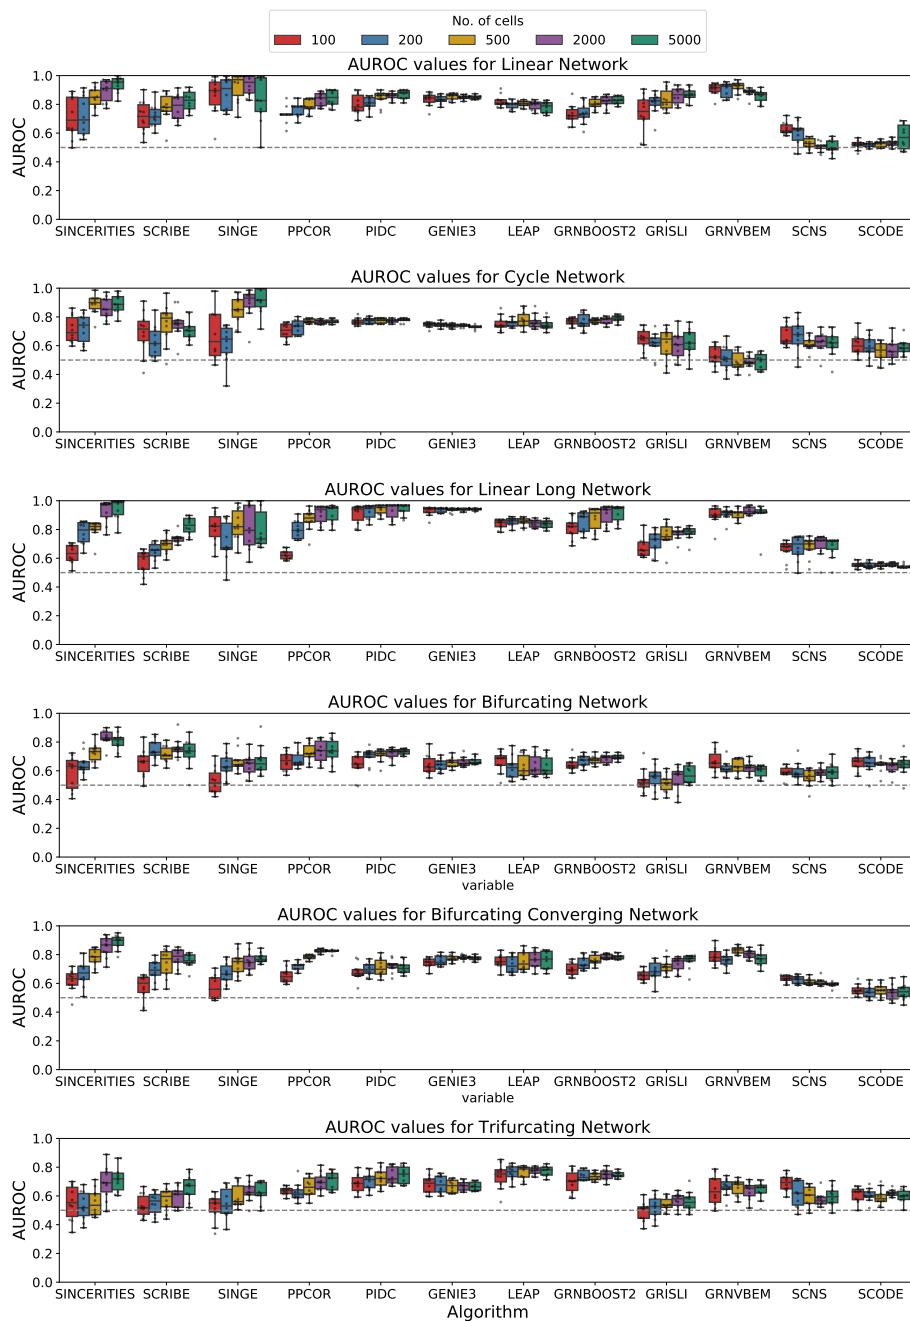 No. of cells
100 200 500 2000 5000
AUROC values for Linear Network
AUROC
1.0
0.8
0.6
0.4
0.2
0.0
SINCERITIES SCRIBE SINGE PPCOR PIDC GENIE3 LEAP GRNBOOST2 GRISLI GRNVBEM SCNS SCODE
AUROC values for Cycle Network
AUROC
1.0
0.8
0.6
0.4
0.2
0.0
SINCERITIES SCRIBE SINGE PPCOR PIDC GENIE3 LEAP GRNBOOST2 GRISLI GRNVBEM SCNS SCODE
AUROC values for Linear Long Network
AUROC
1.0
0.8
0.6
0.4
0.2
0.0
SINCERITIES SCRIBE SINGE PPCOR PIDC GENIE3 LEAP GRNBOOST2 GRISLI GRNVBEM SCNS SCODE
AUROC values for Bifurcating Network
AUROC
1.0
0.8
0.6
0.4
0.2
0.0
SINCERITIES SCRIBE SINGE PPCOR PIDC GENIE3 LEAP GRNBOOST2 GRISLI GRNVBEM SCNS SCODE
variable
AUROC values for Bifurcating Converging Network
AUROC
1.0
0.8
0.6
0.4
0.2
0.0
SINCERITIES SCRIBE SINGE PPCOR PIDC GENIE3 LEAP GRNBOOST2 GRISLI GRNVBEM SCNS SCODE
variable
AUROC values for Trifurcating Network
AUROC
1.0
0.8
0.6
0.4
0.2
0.0
SINCERITIES SCRIBE SINGE PPCOR PIDC GENIE3 LEAP GRNBOOST2 GRISLI GRNVBEM SCNS SCODE
Algorithm